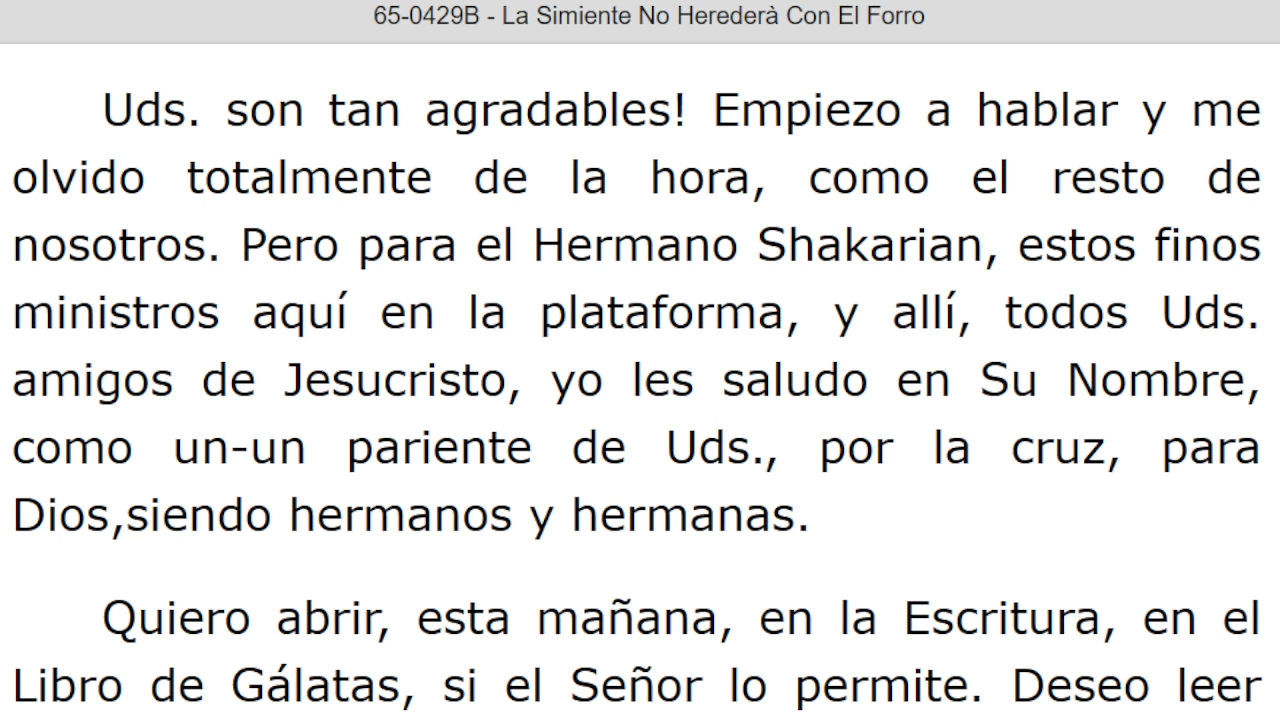 65-0429B - La Simiente No Herederà Con El Forro
Uds. son tan agradables! Empiezo a hablar y me
olvido totalmente de la hora, como el resto de
nosotros. Pero para el Hermano Shakarian, estos finos
ministros aquí en la plataforma, y allí, todos Uds.
amigos de Jesucristo, yo les saludo en Su Nombre,
como un-un pariente de Uds., por la cruz, para
Dios,siendo hermanos y hermanas.
Quiero abrir, esta mañana, en la Escritura, en el
Libro de Gálatas, si el Señor lo permite. Deseo leer